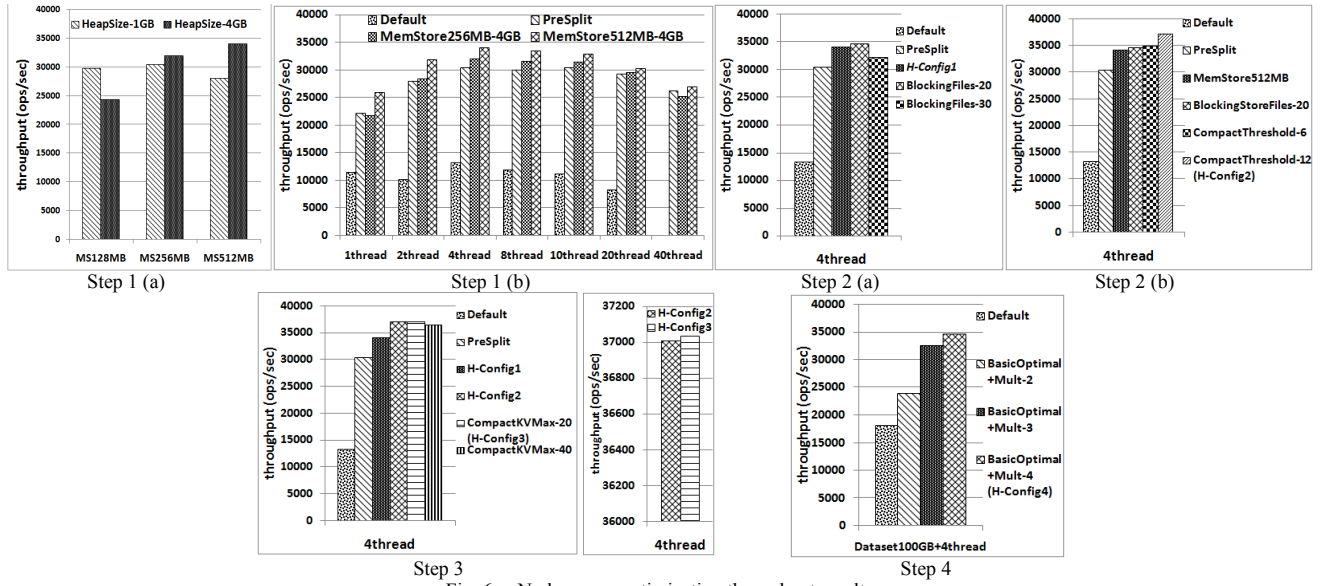 HeapSize-1GB HeapSize-4GB
throughput (ops/sec)
40000
35000
30000
25000
20000
15000
10000
5000
0
MS128MB MS256MB MS512MB
Step 1 (a)
Default PreSplit
MemStore256MB-4GB MemStore512MB-4GB
throughput (ops/sec)
40000
35000
30000
25000
20000
15000
10000
5000
0
1thread 2thread 4thread 8thread 10thread 20thread 40thread
Step 1 (b)
throughput (ops/sec)
40000
35000
30000
25000
20000
15000
10000
5000
0
4thread
Default
PreSplit
H-Config1
BlockingFiles-20
BlockingFiles-30
Step 2 (a)
throughput (ops/sec)
40000
35000
30000
25000
20000
15000
10000
5000
0
4thread
Default
PreSplit
MemStore512MB
BlockingStoreFiles-20
CompactThreshold-6
CompactThreshold-12
(H-Config2)
Step 2 (b)
throughput (ops/sec)
40000
35000
30000
25000
20000
15000
10000
5000
0
4thread
Default
PreSplit
H-Config1
H-Config2
CompactKVMax-20
(H-Config3)
CompactKVMax-40
throughput (ops/sec)
37200
37000
36800
36600
36400
36200
36000
H-Config2
H-Config3
4thread
Step 3
throughput (ops/sec)
40000
35000
30000
25000
20000
15000
10000
5000
0
Dataset100GB+4thread
Default
BasicOptimal
+Mult-2
BasicOptimal
+Mult-3
BasicOptimal
+Mult-4
(H-Config4)
Step 4